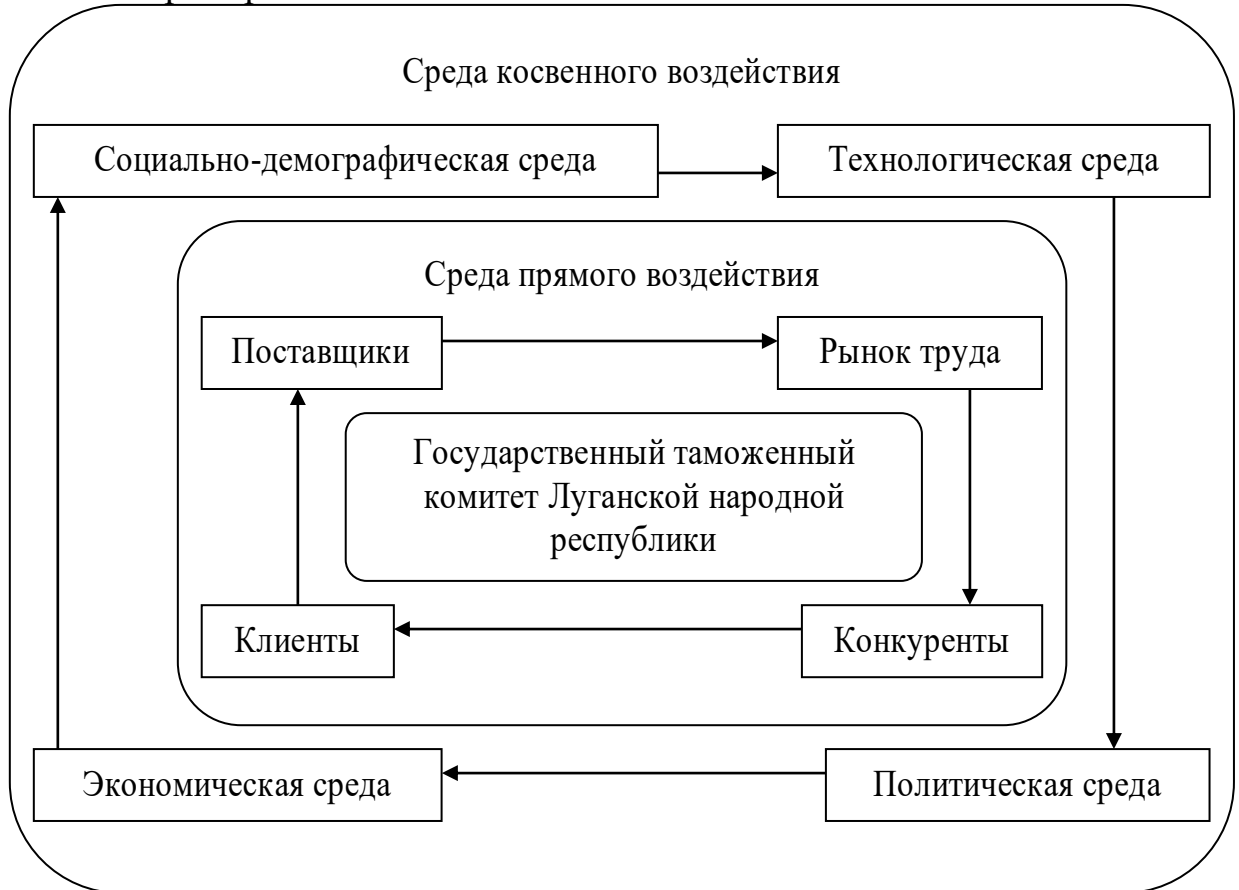 Среда косвенного воздействия
Социально-демографическая среда
Технологическая среда
Среда прямого воздействия
Поставщики
Рынок труда
Государственный таможенный
комитет Луганской народной
республики
Клиенты
Конкуренты
Экономическая среда
Политическая среда